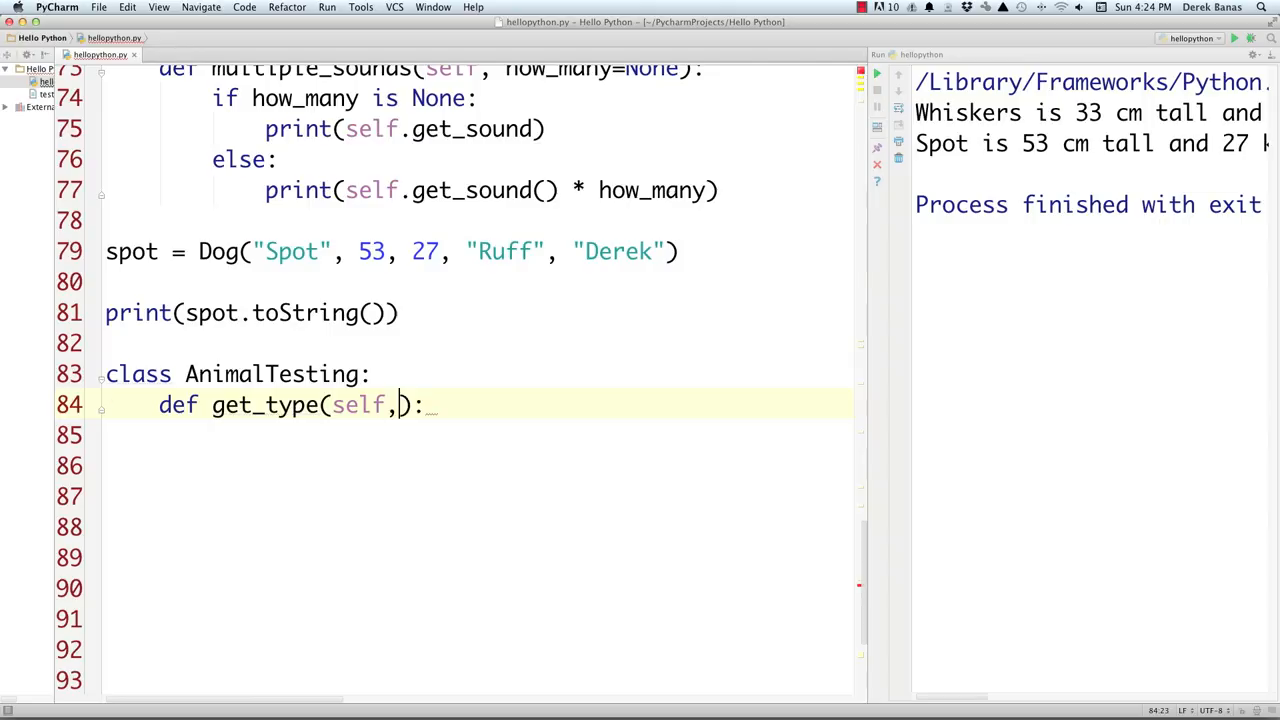 PyCharm File Edit View Navigate Code Refactor Run Tools VCS Window Help 10 Sun 4:24 PM Derek Banas
hellopython.py – Hello Python – [~/PycharmProjects/Hello Python]
Hello Python hellopython.py hellopython
hellopython.py Run hellopython
Hello P
hell
test
Externa
73 def multiple_sounds(self, how_many=None):
74 if how_many is None:
75 print(self.get_sound)
76 else:
77 print(self.get_sound() * how_many)
78
79 spot = Dog("Spot", 53, 27, "Ruff", "Derek")
80
81 print(spot.toString())
82
83 class AnimalTesting:
84 def get_type(self,):
85
86
87
88
89
90
91
92
93
/Library/Frameworks/Python.
Whiskers is 33 cm tall and
Spot is 53 cm tall and 27 k
Process finished with exit
84:23 LF UTF-8